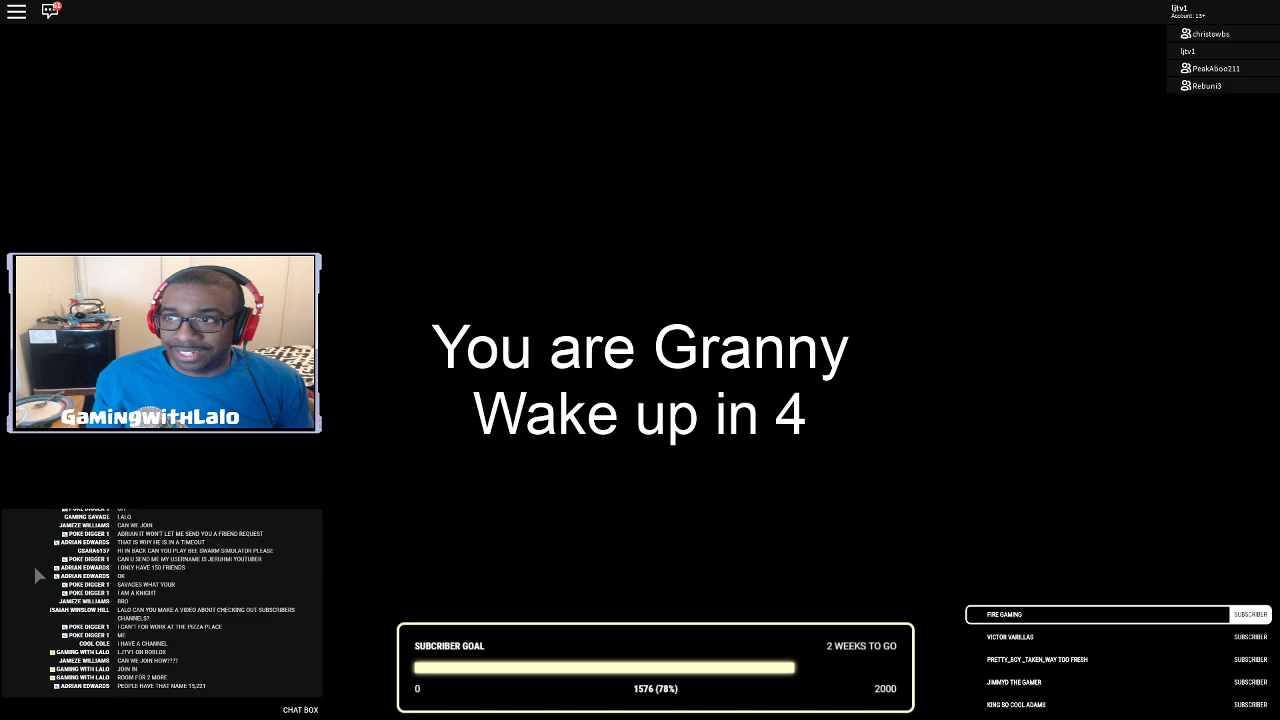 51
ljtv1
Account: 13+
christowbs
ljtv1
PeakAboo211
Rebuni3
You are Granny
Wake up in 4
GamingwithLalo
POKE DIGGER 1
GAMING SAVAGE LALO
JAMEZE WILLIAMS CAN WE JOIN
POKE DIGGER 1 ADRIAN IT WON'T LET ME SEND YOU A FRIEND REQUEST
ADRIAN EDWARDS THAT IS WHY HE IS IN A TIMEOUT
GSARA5137 HI IN BACK CAN YOU PLAY BEE SWARM SIMULATOR PLEASE
POKE DIGGER 1 CAN U SEND ME MY USERNAME IS JERUHMI YOUTUBER
ADRIAN EDWARDS I ONLY HAVE 150 FRIENDS
ADRIAN EDWARDS OK
POKE DIGGER 1 SAVAGES WHAT YOUR
POKE DIGGER 1 I AM A KNIGHT
JAMEZE WILLIAMS BRO
ISAIAH WINSLOW HILL LALO CAN YOU MAKE A VIDEO ABOUT CHECKING OUT SUBSCRIBERS
CHANNELS?
POKE DIGGER 1 I CAN'T FOR WORK AT THE PIZZA PLACE
POKE DIGGER 1 ME
COOL COLE I HAVE A CHANNEL
GAMING WITH LALO LJTV1 ON ROBLOX
JAMEZE WILLIAMS CAN WE JOIN HOW????
GAMING WITH LALO JOIN IN
GAMING WITH LALO ROOM FOR 2 MORE
ADRIAN EDWARDS PEOPLE HAVE THAT NAME 15,221
CHAT BOX
SUBCRIBER GOAL 2 WEEKS TO GO
0 1576 (78%) 2000
FIRE GAMING SUBSCRIBER
VICTOR VARILLAS SUBSCRIBER
PRETTY_BOY _TAKEN_WAY TOO FRESH SUBSCRIBER
JIMMYD THE GAMER SUBSCRIBER
KING SO COOL ADAMS SUBSCRIBER